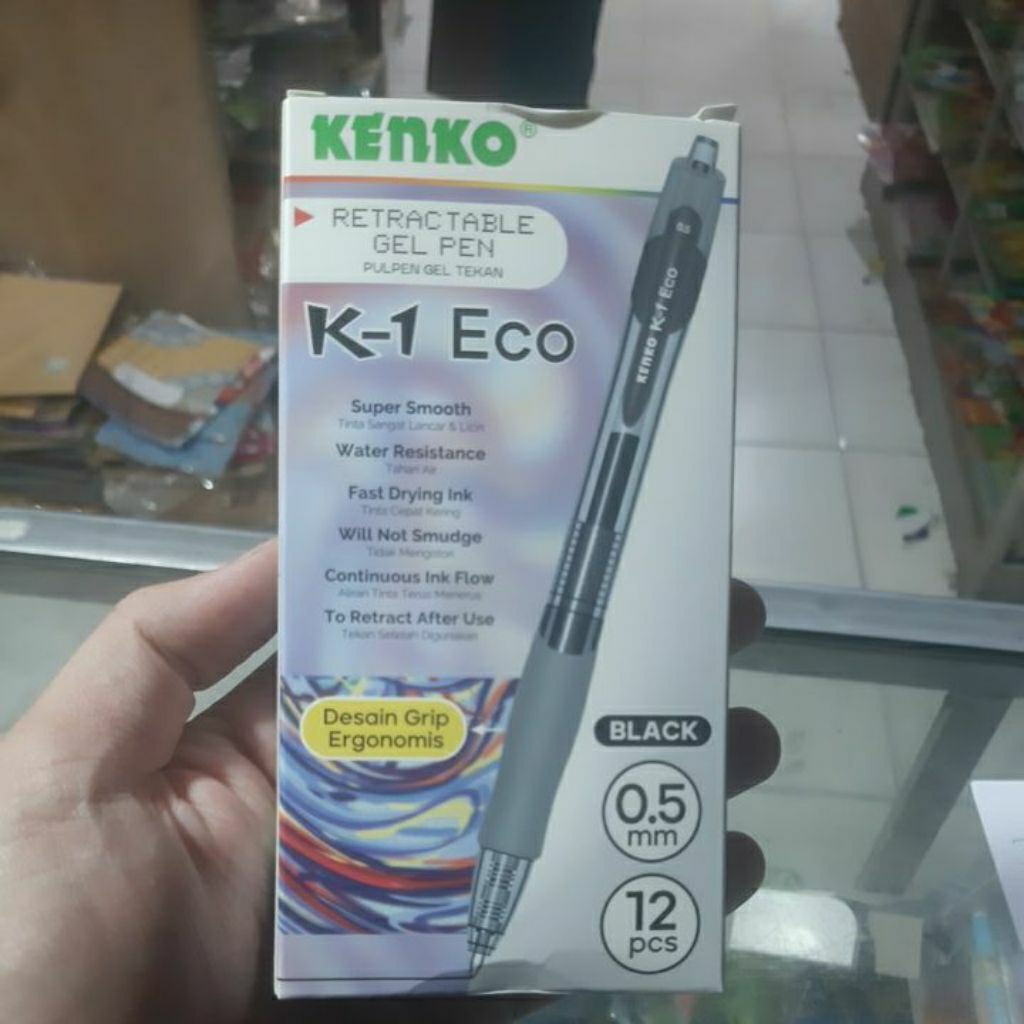 KENKO®
RETRACTABLE
GEL PEN
PULPEN GEL TEKAN
K-1 Eco
Super Smooth
Tinta Sangat Lancar & Licin
Water Resistance
Tahan Air
Fast Drying Ink
Tinta Cepat Kering
Will Not Smudge
Tidak Mengotori
Continuous Ink Flow
Aliran Tinta Terus Menerus
To Retract After Use
Tekan Setelah Digunakan
Desain Grip
Ergonomis
0.5
KENKO K-1 Eco
BLACK
0.5
mm
12
pcs